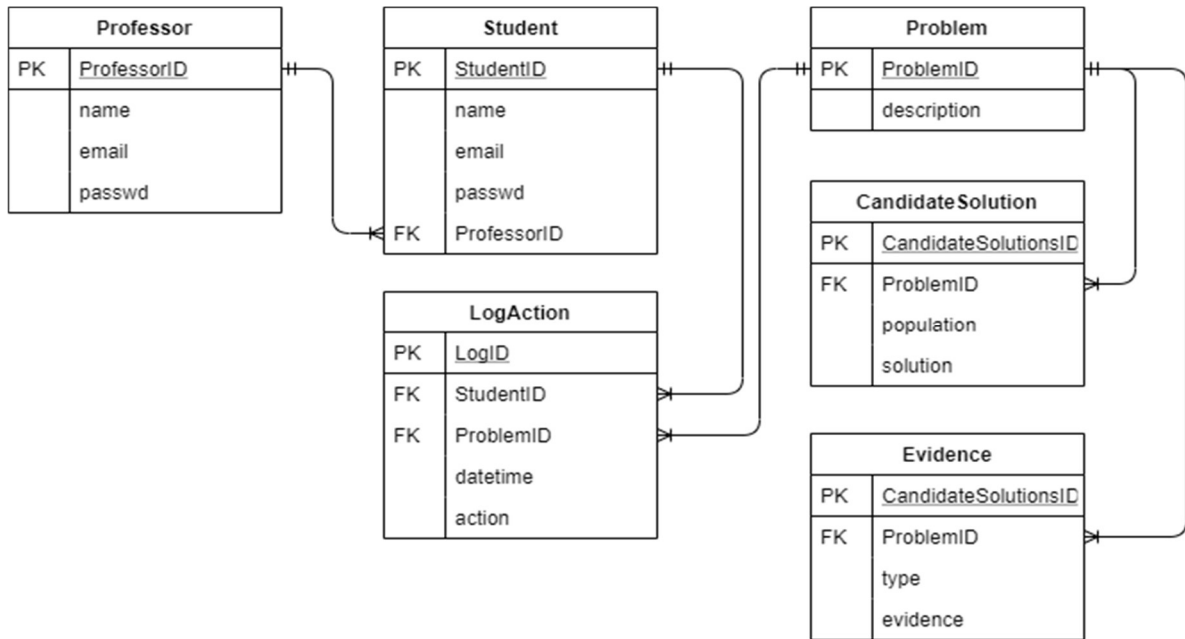 Professor
PK ProfessorID
name
email
passwd
Student
PK StudentID
name
email
passwd
FK ProfessorID
LogAction
PK LogID
FK StudentID
FK ProblemID
datetime
action
Problem
PK ProblemID
description
CandidateSolution
PK CandidateSolutionsID
FK ProblemID
population
solution
Evidence
PK CandidateSolutionsID
FK ProblemID
type
evidence